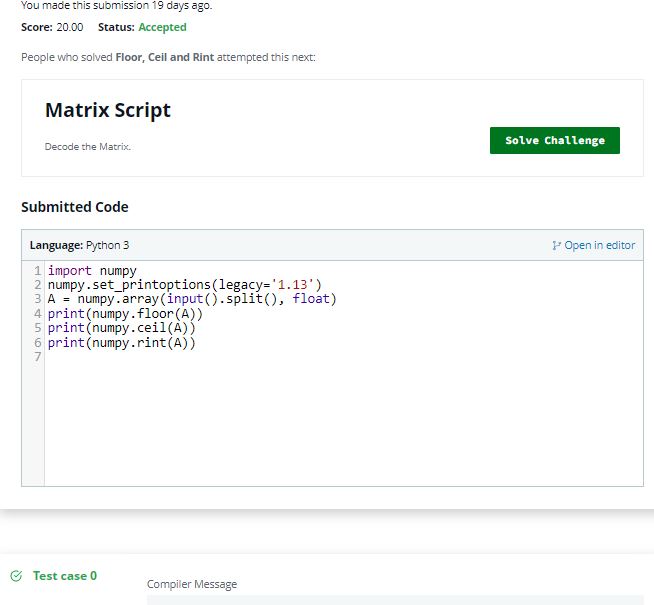 You made this submission 19 days ago.
Score: 20.00 Status: Accepted
People who solved Floor, Ceil and Rint attempted this next:
Matrix Script
Decode the Matrix.
Solve Challenge
Submitted Code
Language: Python 3
Open in editor
1 import numpy
2 numpy.set_printoptions(legacy='1.13')
3 A = numpy.array(input().split(), float)
4 print(numpy.floor(A))
5 print(numpy.ceil(A))
6 print(numpy.rint(A))
7
Test case 0
Compiler Message